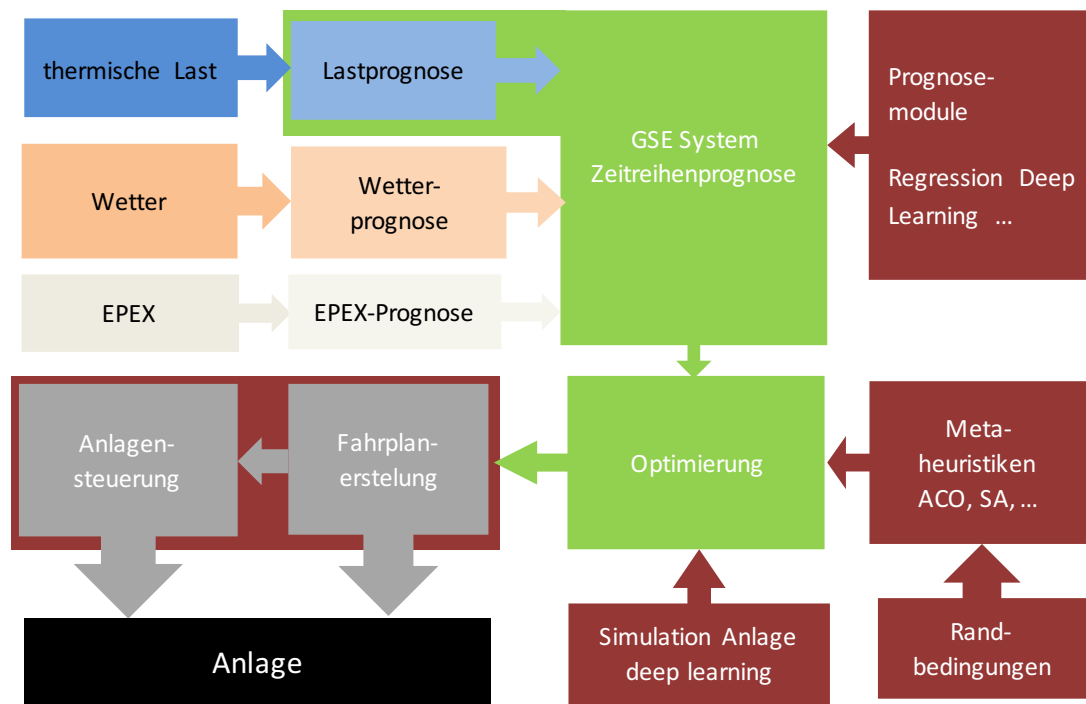 thermische Last
Lastprognose
GSE System
Zeitreihenprognose
Prognose-
module
Regression Deep
Learning ...
Wetter
Wetter-
prognose
EPEX
EPEX-Prognose
Anlagen-
steuerung
Fahrplan-
erstelung
Optimierung
Meta-
heuristiken
ACO, SA, ...
Anlage
Simulation Anlage
deep learning
Rand-
bedingungen